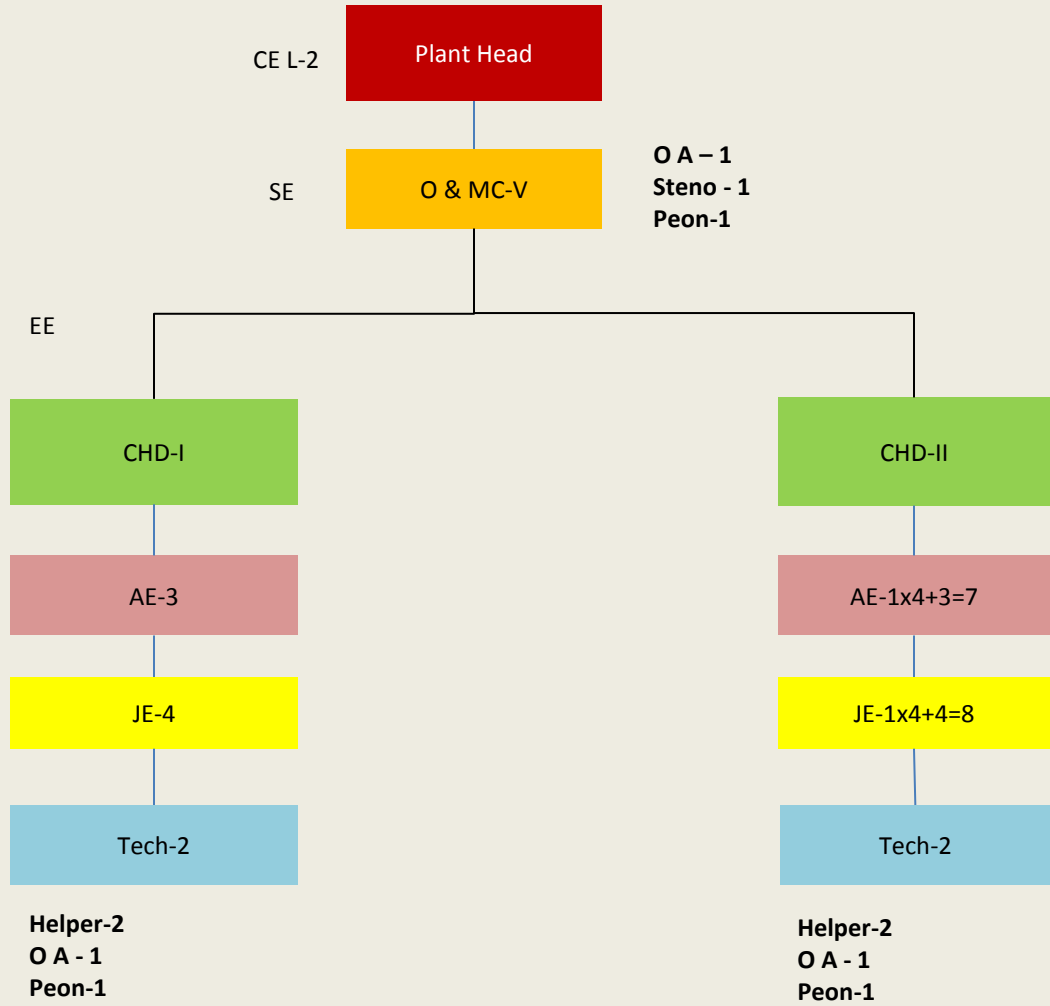 CE L-2
Plant Head
SE
O & MC-V
O A – 1
Steno - 1
Peon-1
EE
CHD-I
CHD-II
AE-3
AE-1x4+3=7
JE-4
JE-1x4+4=8
Tech-2
Tech-2
Helper-2
O A - 1
Peon-1
Helper-2
O A - 1
Peon-1